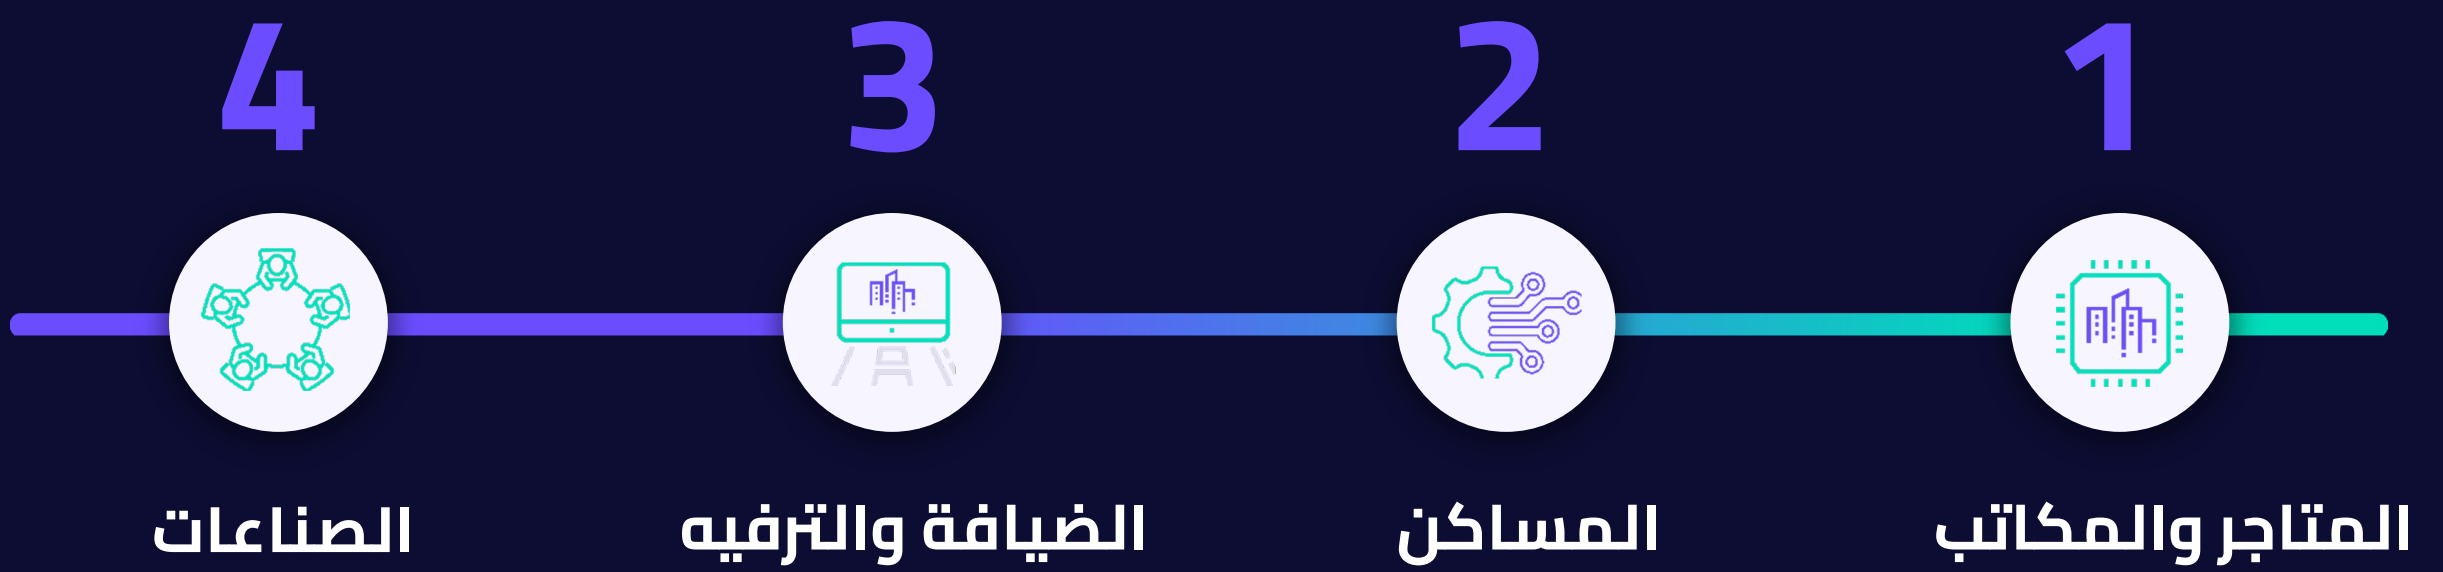 1
المتاجر والمكاتب
2
المساكن
3
الضيافة والترفيه
4
الصناعات